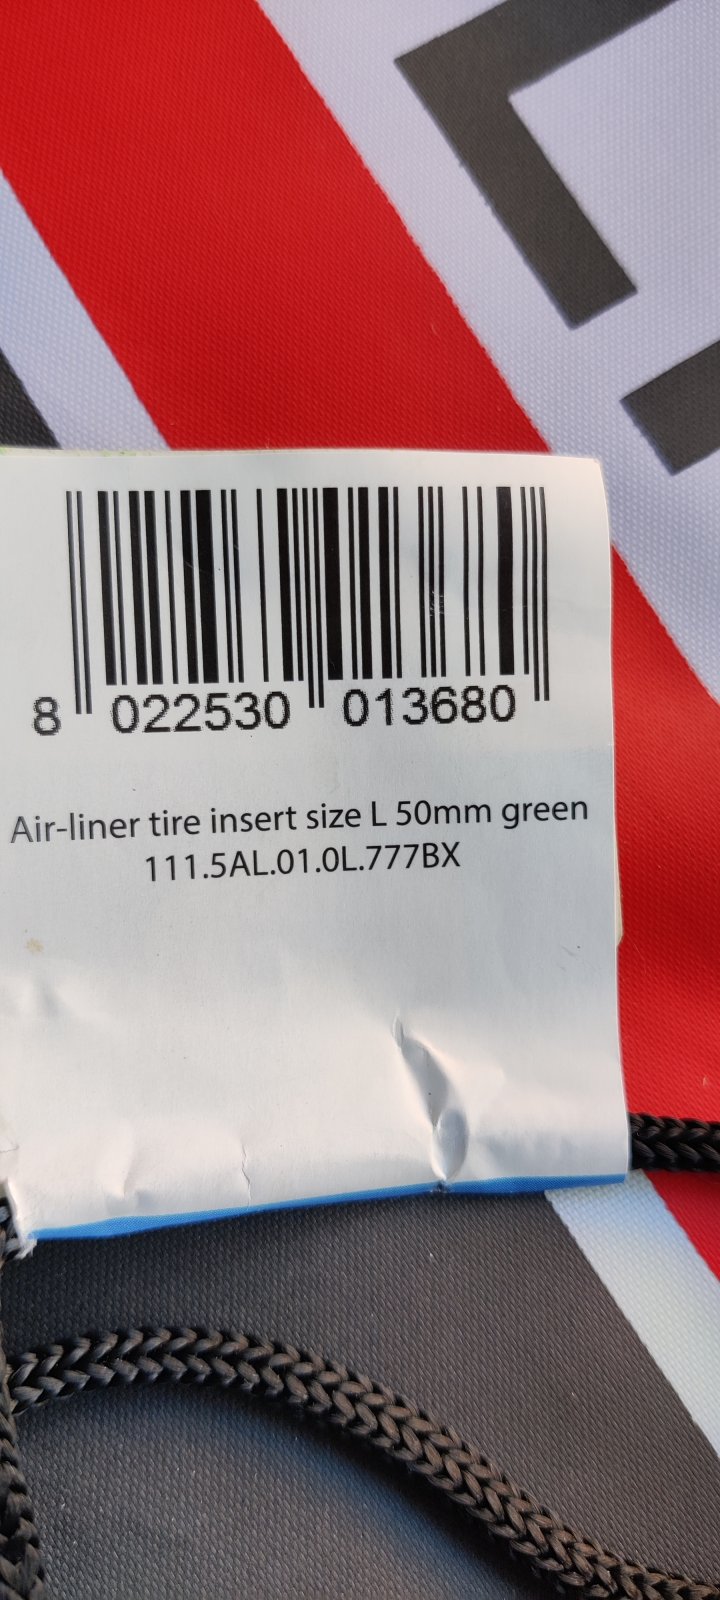 8 022530 013680
Air-liner tire insert size L 50mm green
111.5AL.01.0L.777BX